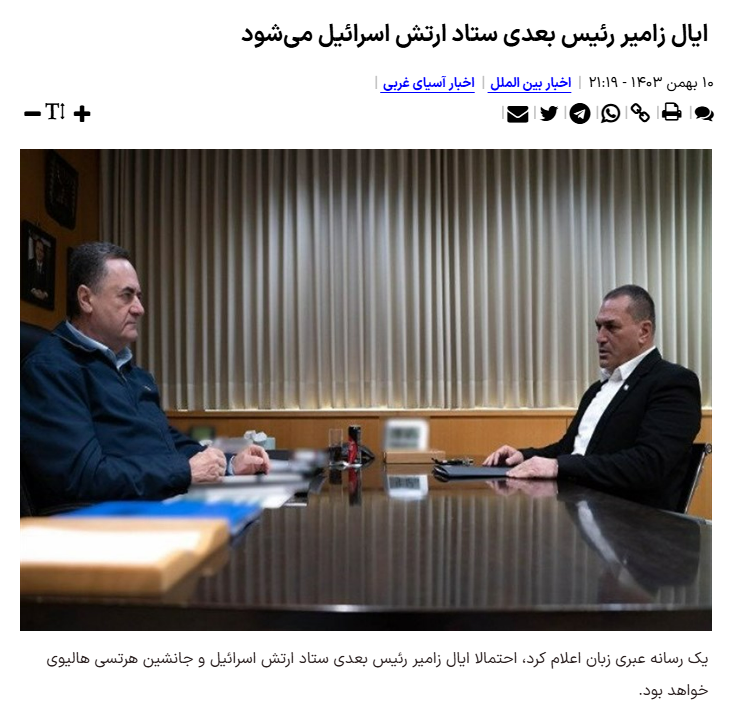 ایال زامیر رئیس بعدی ستاد ارتش اسرائیل می‌شود
۱۰ بهمن ۱۴۰۳ - ۲۱:۱۹ | اخبار بین الملل | اخبار آسیای غربی |
یک رسانه عبری زبان اعلام کرد، احتمالا ایال زامیر رئیس بعدی ستاد ارتش اسرائیل و جانشین هرتسی هالیوی
خواهد بود.